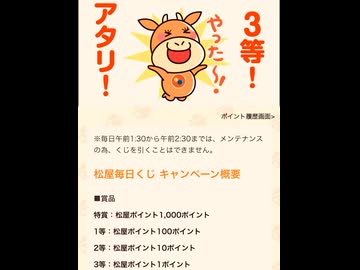 3等！
やった〜!!
アタリ！
ポイント履歴画面>
※毎日午前1:30から午前2:30までは、メンテナンス
の為、くじを引くことはできません。
松屋毎日くじ キャンペーン概要
■賞品
特賞：松屋ポイント1,000ポイント
1等：松屋ポイント100ポイント
2等：松屋ポイント10ポイント
3等：松屋ポイント1ポイント